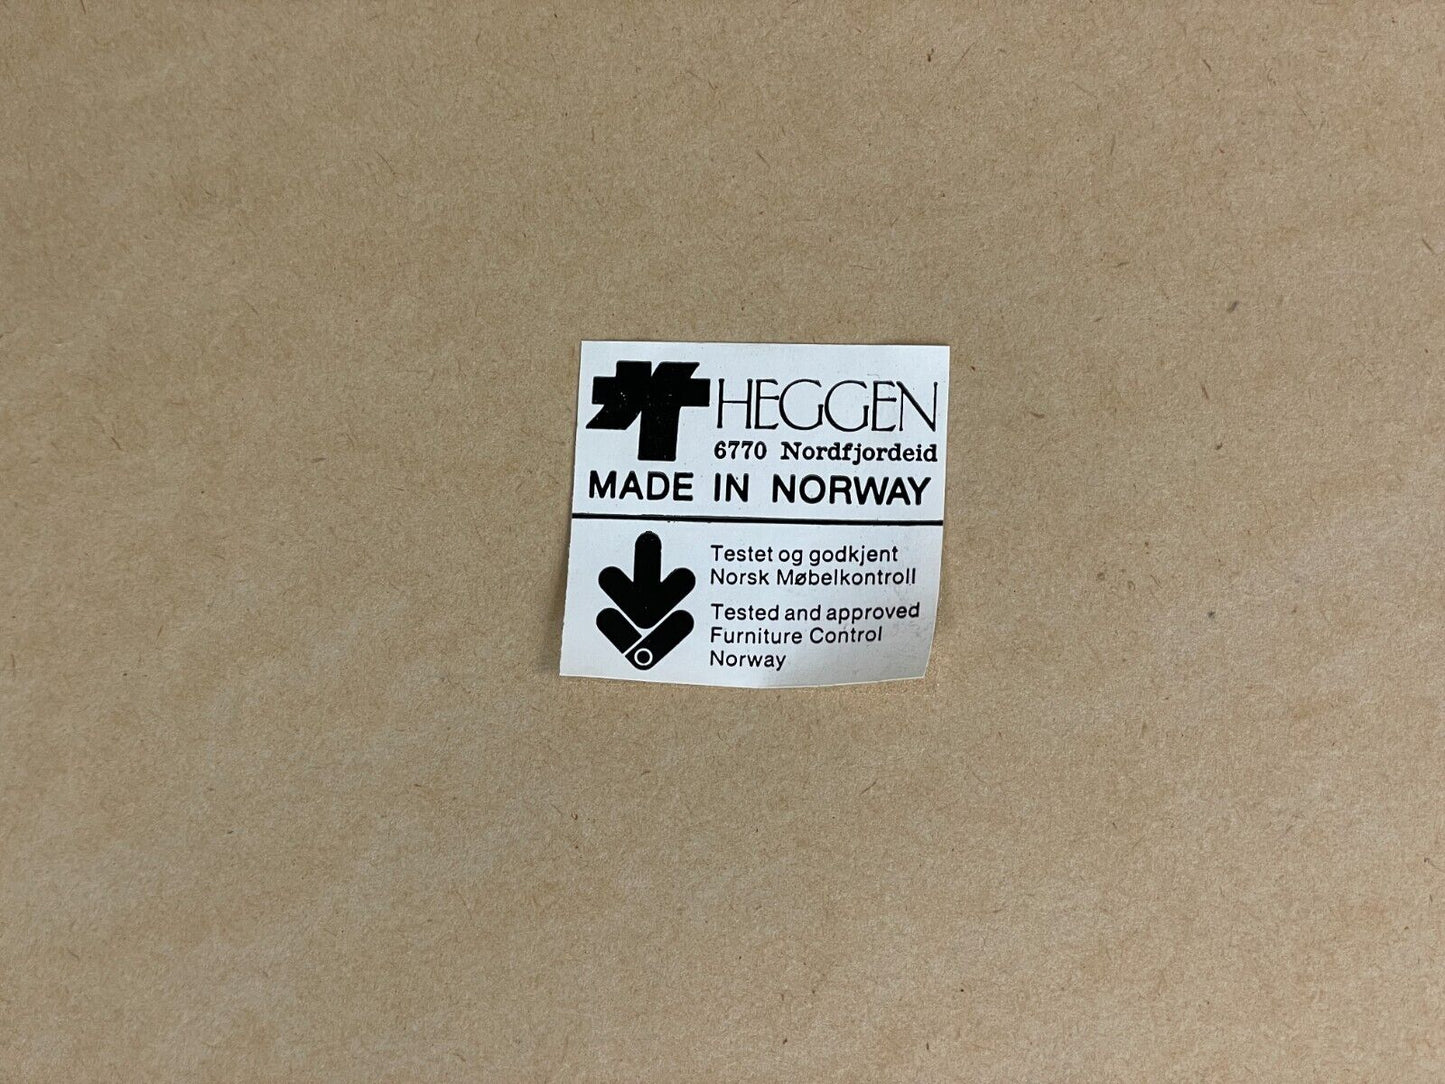 HEGGEN
6770 Nordfjordeid
MADE IN NORWAY
Testet og godkjent
Norsk Møbelkontroll
Tested and approved
Furniture Control
Norway